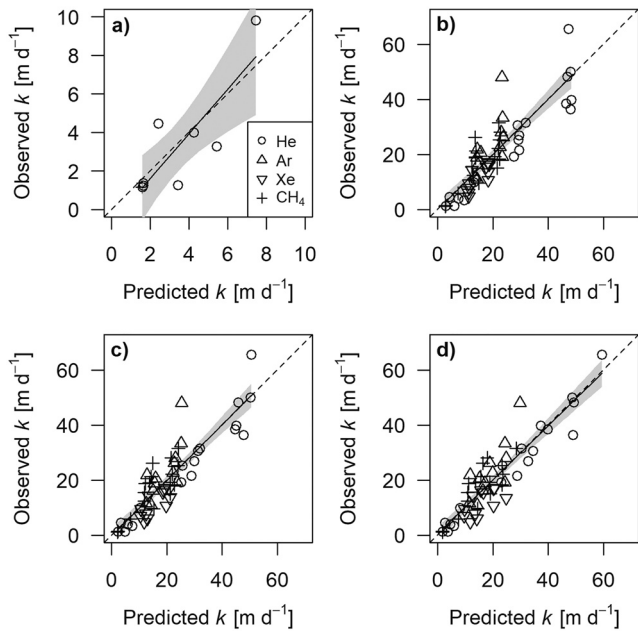 a)
Observed k [m d⁻¹]
10
8
6
4
2
0
He
Ar
Xe
CH₄
0 2 4 6 8 10
Predicted k [m d⁻¹]
b)
Observed k [m d⁻¹]
60
40
20
0
0 20 40 60
Predicted k [m d⁻¹]
c)
Observed k [m d⁻¹]
60
40
20
0
0 20 40 60
Predicted k [m d⁻¹]
d)
Observed k [m d⁻¹]
60
40
20
0
0 20 40 60
Predicted k [m d⁻¹]